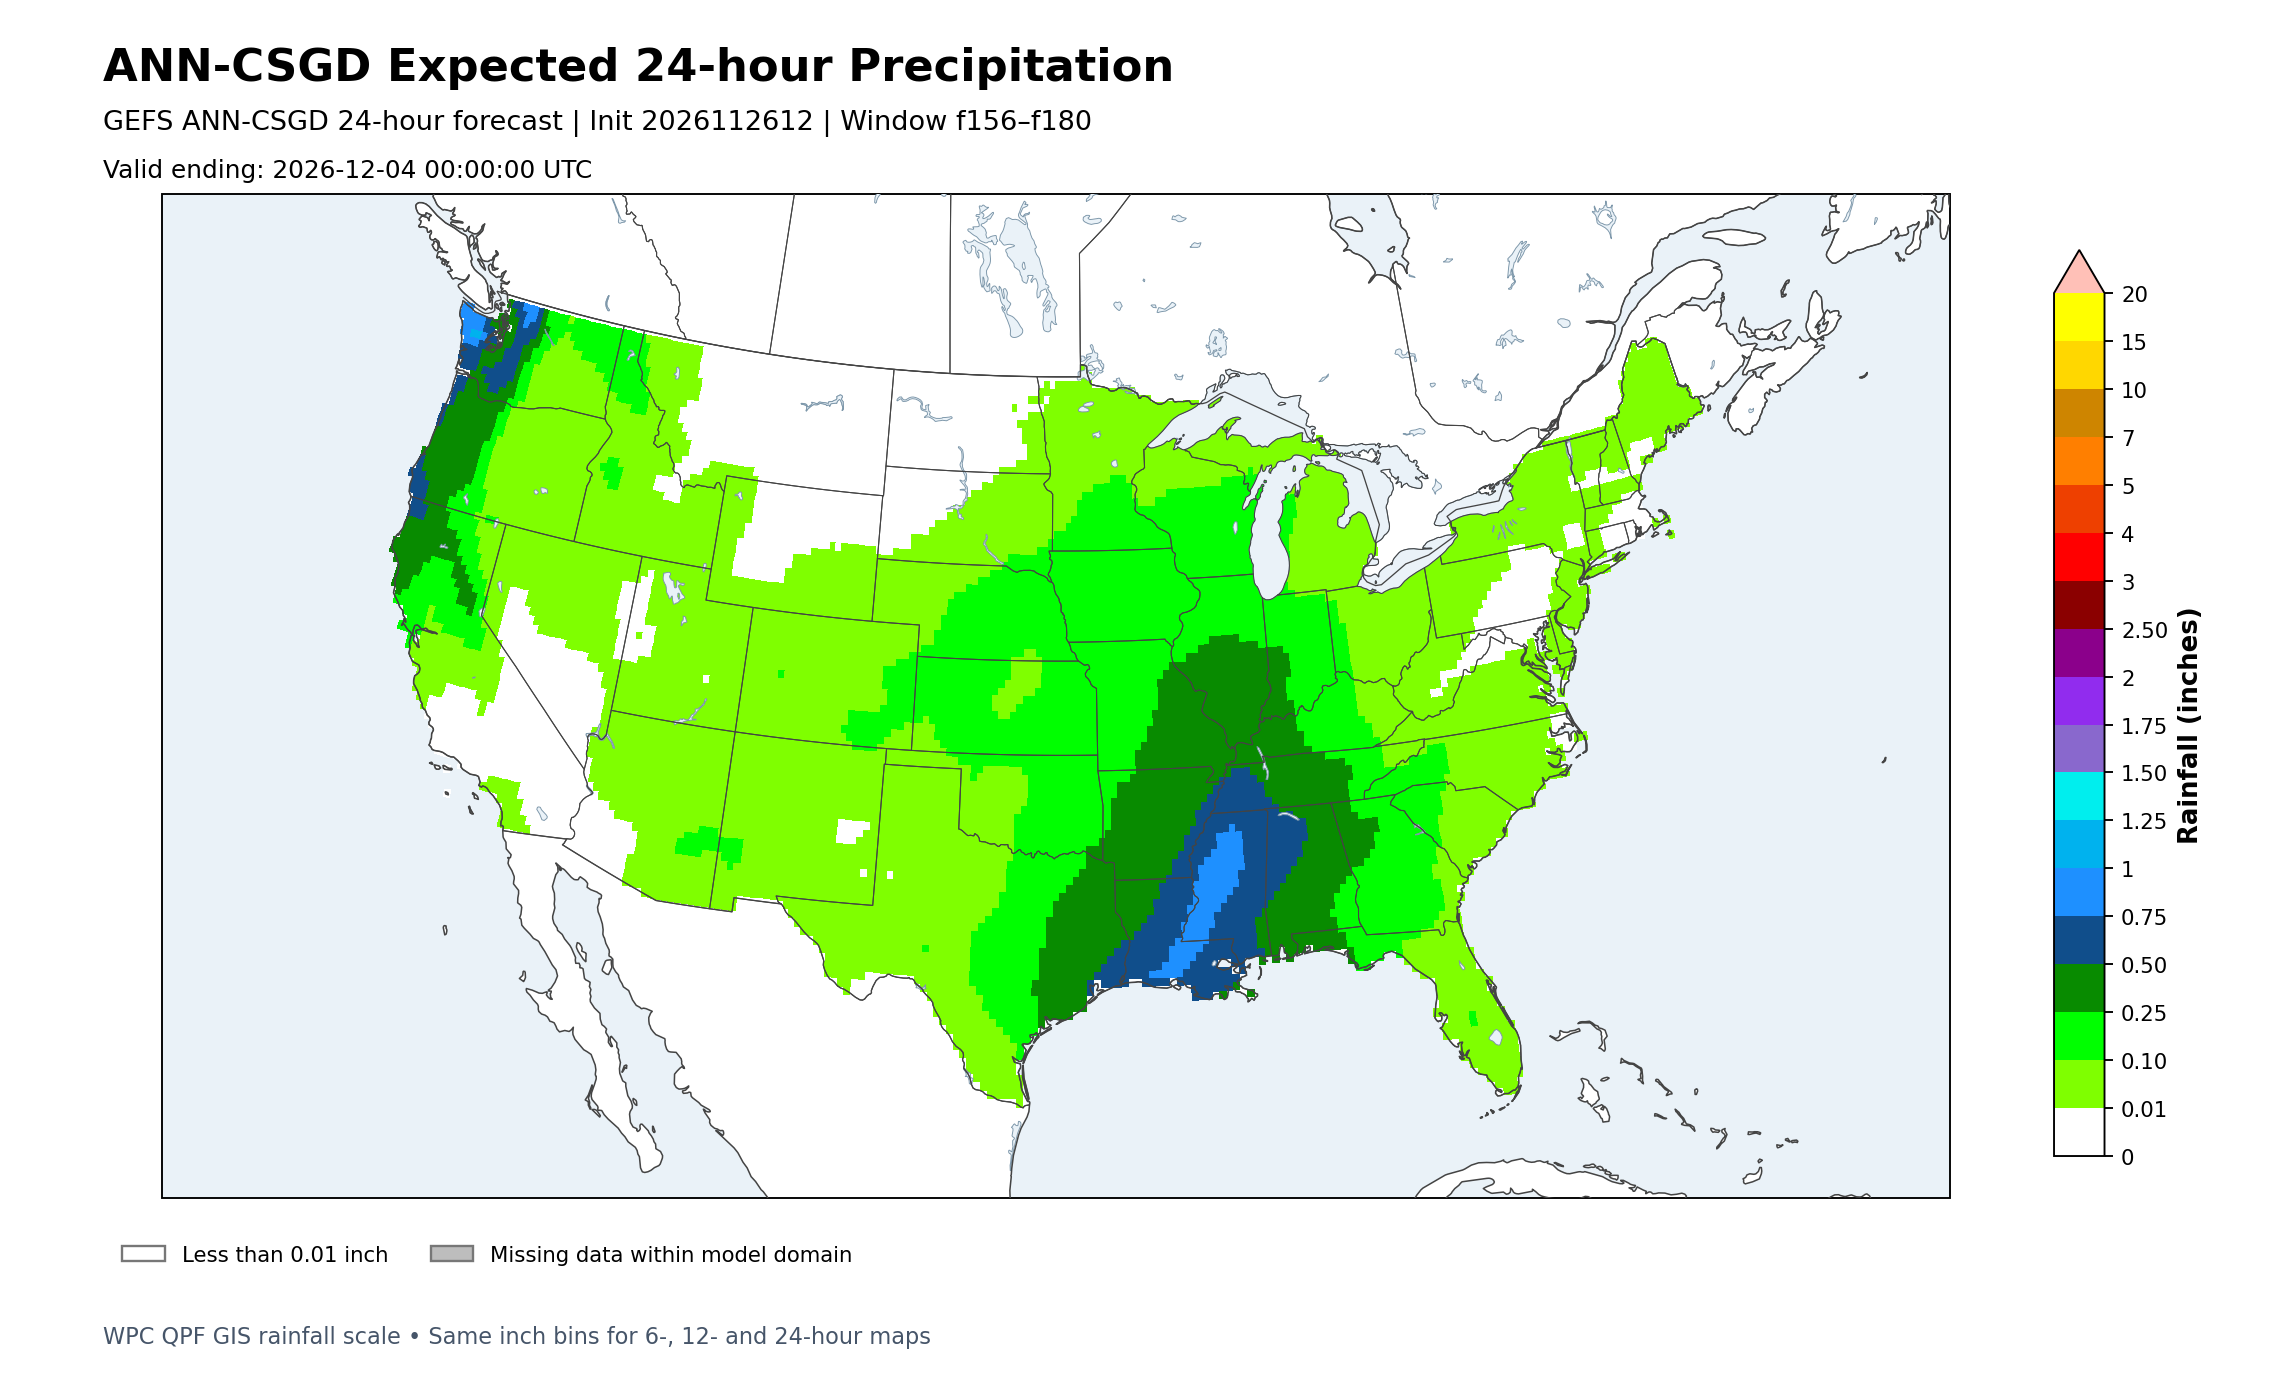 ANN-CSGD Expected 24-hour Precipitation
GEFS ANN-CSGD 24-hour forecast | Init 2026112612 | Window f156–f180
Valid ending: 2026-12-04 00:00:00 UTC
20
15
10
7
5
4
3
2.50
2
1.75
1.50
1.25
1
0.75
0.50
0.25
0.10
0.01
0
Rainfall (inches)
Less than 0.01 inch
Missing data within model domain
WPC QPF GIS rainfall scale • Same inch bins for 6-, 12- and 24-hour maps